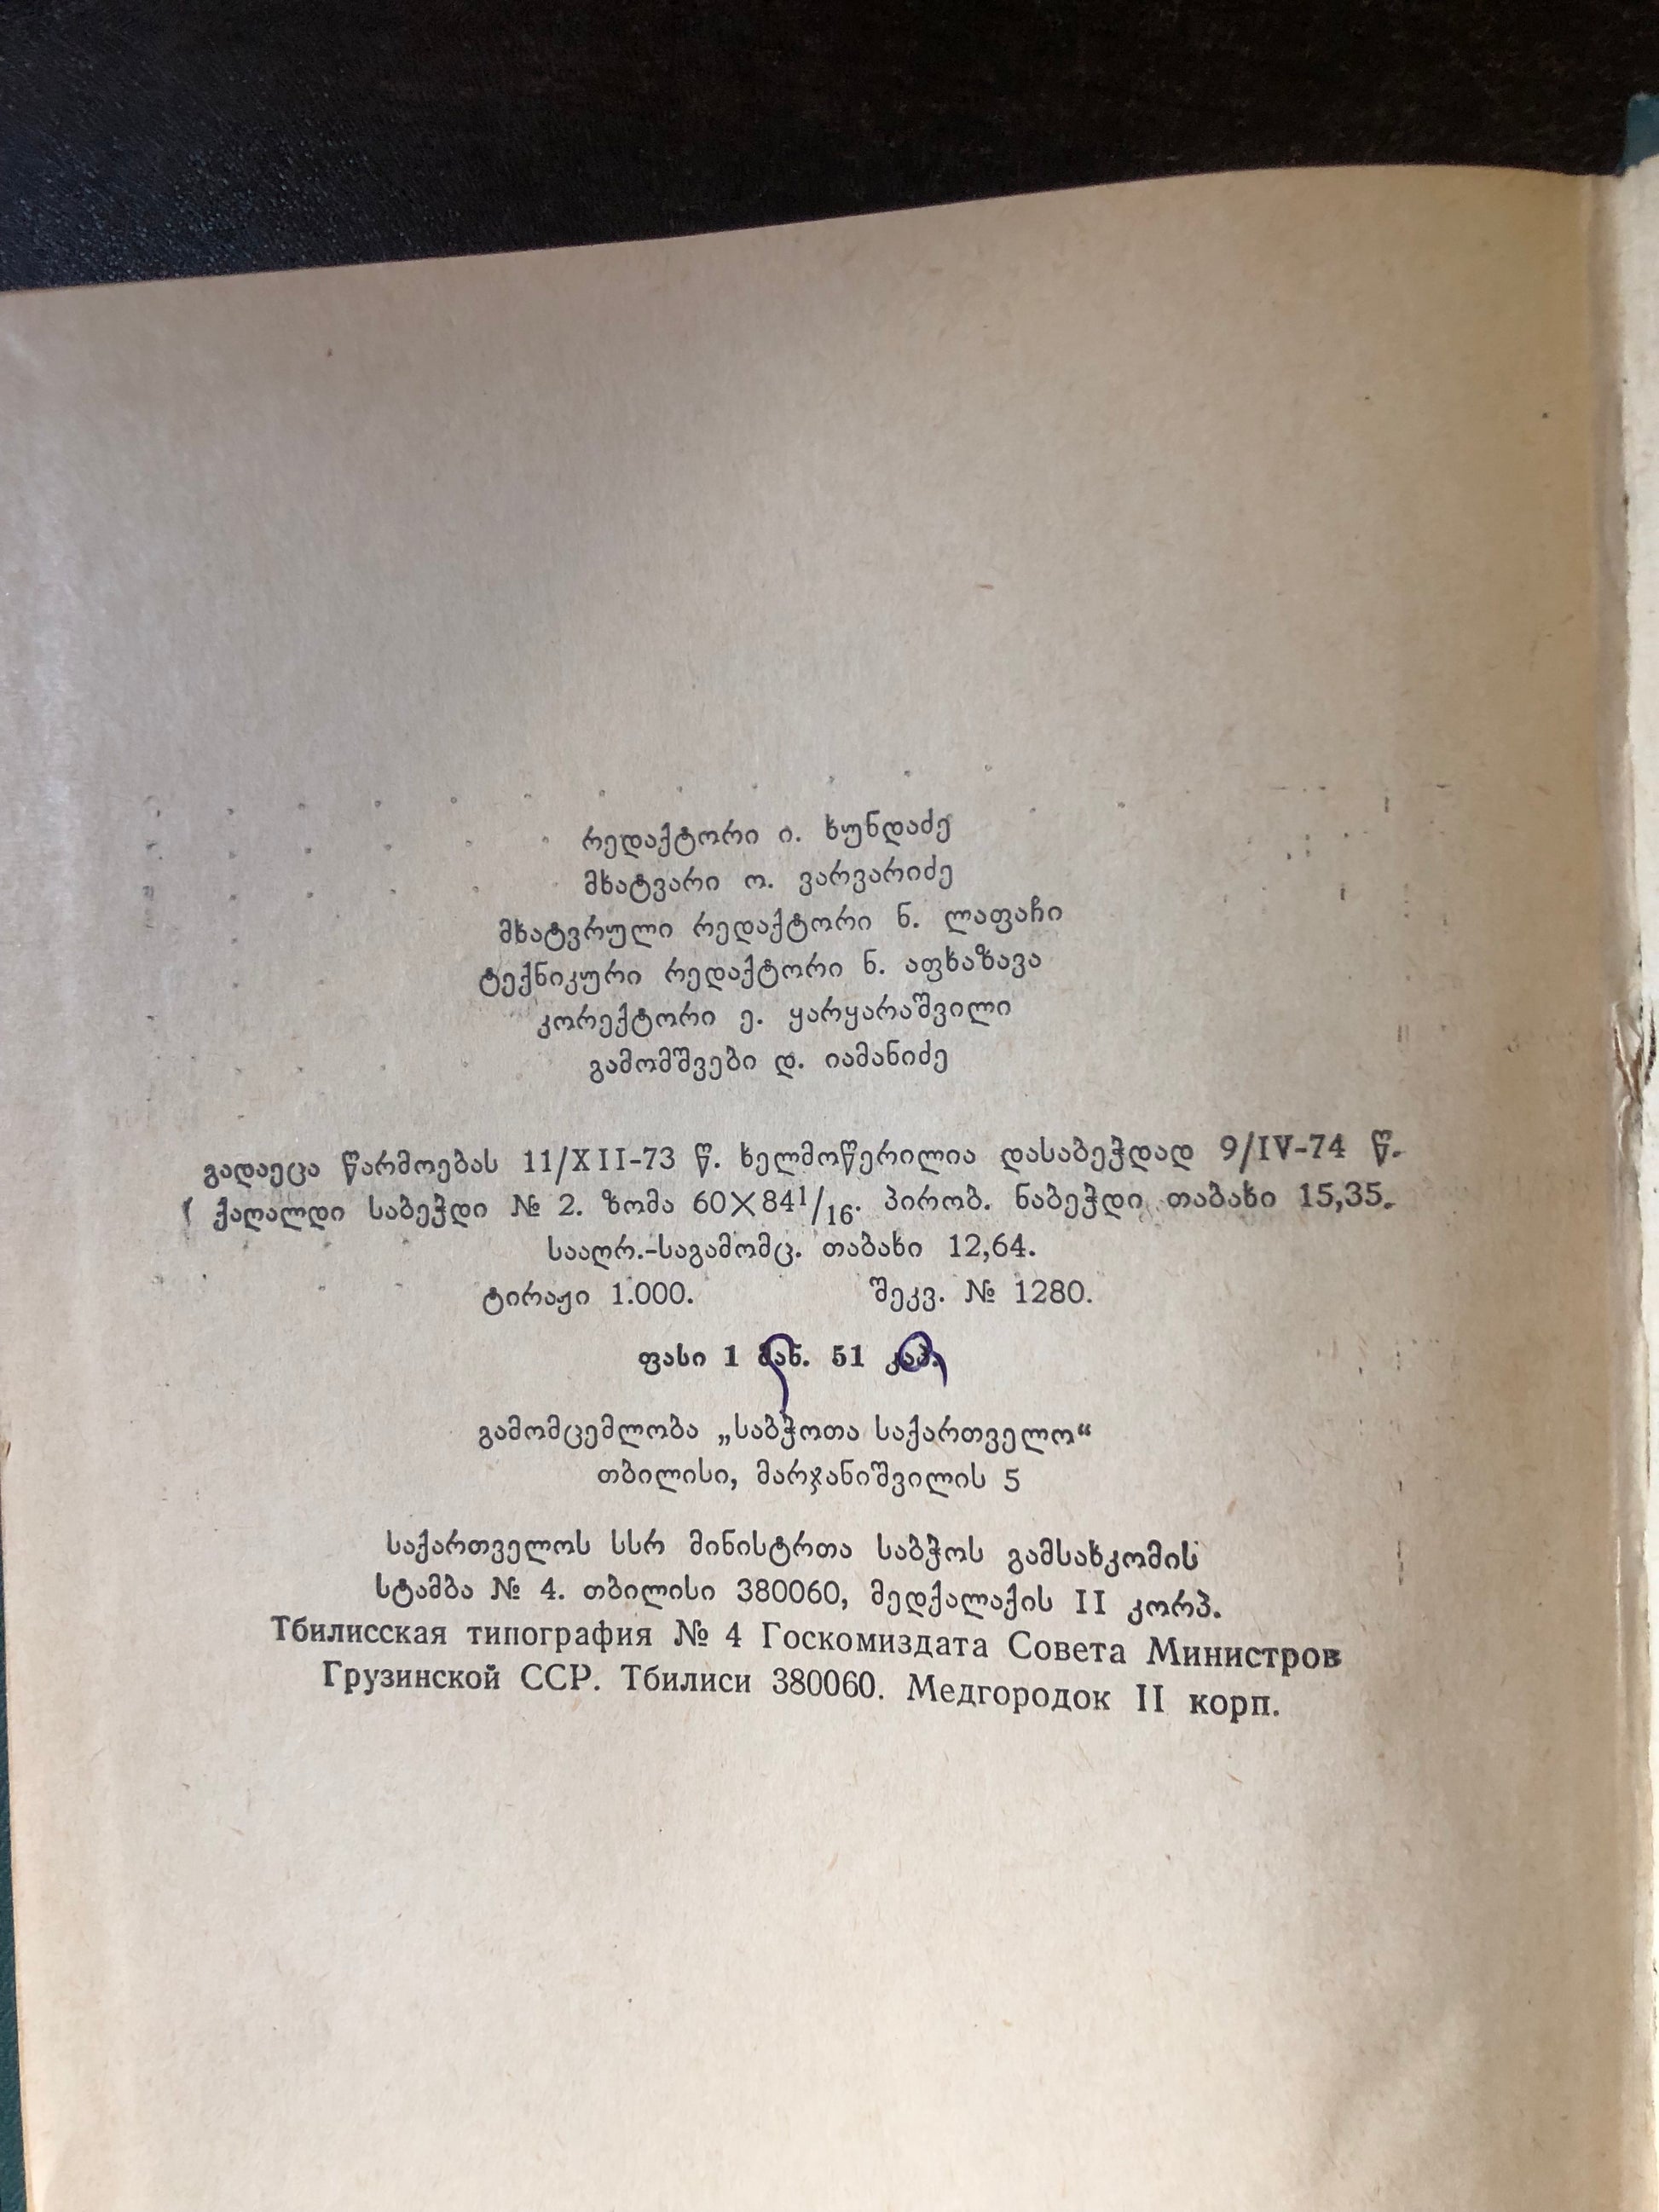 რედაქტორი ი. ხუნდაძე
მხატვარი ო. ვარვარიძე
მხატვრული რედაქტორი ნ. ლაფაჩი
ტექნიკური რედაქტორი ნ. აფხაზავა
კორექტორი ე. ყარყარაშვილი
გამომშვები დ. იამანიძე
გადაეცა წარმოებას 11/XII-73 წ. ხელმოწერილია დასაბეჭდად 9/IV-74 წ.
ქაღალდი საბეჭდი № 2. ზომა 60×84¹/₁₆. პირობ. ნაბეჭდი თაბახი 15,35.
სააღრ.-საგამომც. თაბახი 12,64.
ტირაჟი 1.000. შეკვ. № 1280.
ფასი 1 მან. 51 კაპ.
გამომცემლობა „საბჭოთა საქართველო“
თბილისი, მარჯანიშვილის 5
საქართველოს სსრ მინისტრთა საბჭოს გამსახკომის
სტამბა № 4. თბილისი 380060, მედქალაქის II კორპ.
Тбилисская типография № 4 Госкомиздата Совета Министров
Грузинской ССР. Тбилиси 380060. Медгородок II корп.